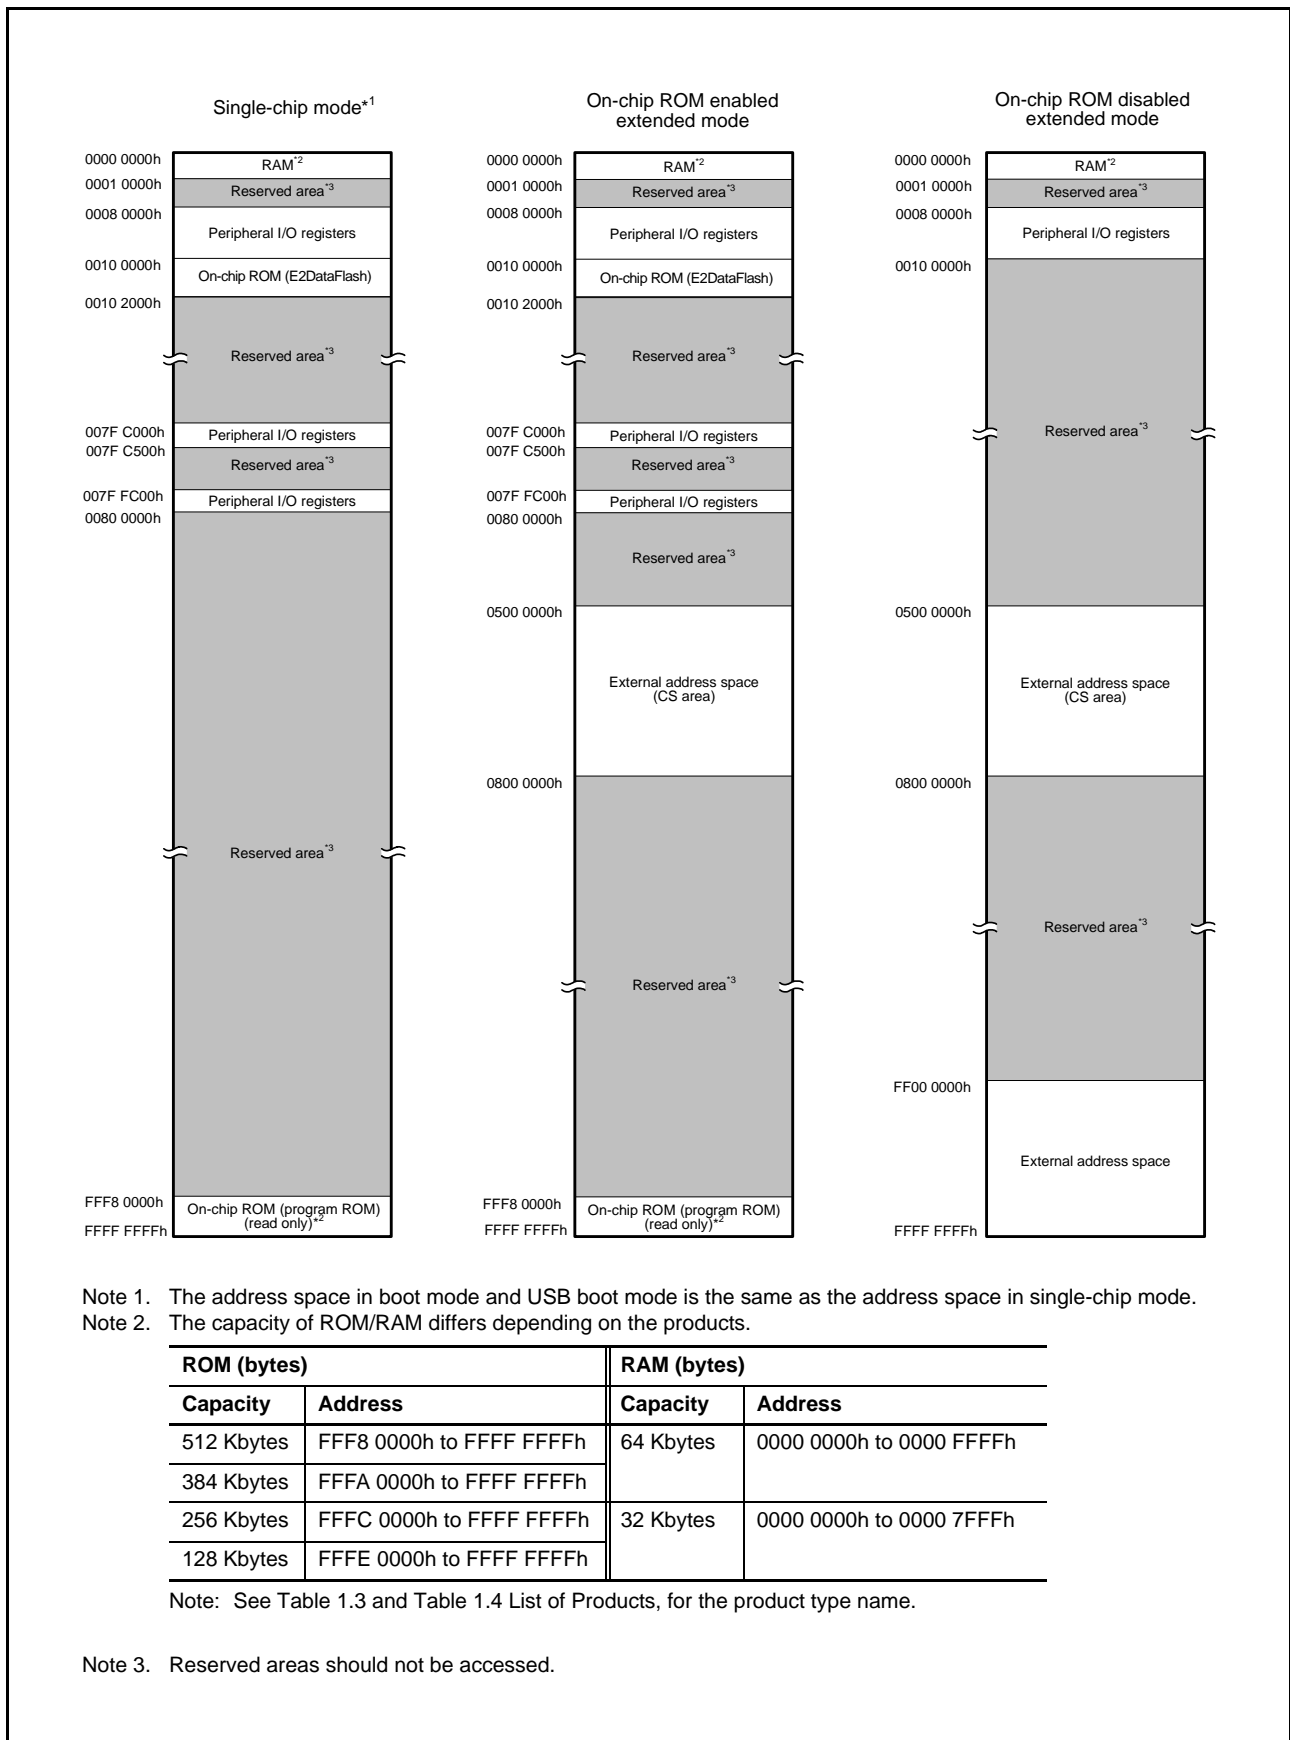 Single-chip mode*1
0000 0000h
RAM*2
0001 0000h
Reserved area*3
0008 0000h
Peripheral I/O registers
0010 0000h
On-chip ROM (E2DataFlash)
0010 2000h
Reserved area*3
007F C000h
Peripheral I/O registers
007F C500h
Reserved area*3
007F FC00h
Peripheral I/O registers
0080 0000h
Reserved area*3
FFF8 0000h
On-chip ROM (program ROM)
(read only)*2
FFFF FFFFh
On-chip ROM enabled
extended mode
0000 0000h
RAM*2
0001 0000h
Reserved area*3
0008 0000h
Peripheral I/O registers
0010 0000h
On-chip ROM (E2DataFlash)
0010 2000h
Reserved area*3
007F C000h
Peripheral I/O registers
007F C500h
Reserved area*3
007F FC00h
Peripheral I/O registers
0080 0000h
Reserved area*3
0500 0000h
External address space
(CS area)
0800 0000h
Reserved area*3
FFF8 0000h
On-chip ROM (program ROM)
(read only)*2
FFFF FFFFh
On-chip ROM disabled
extended mode
0000 0000h
RAM*2
0001 0000h
Reserved area*3
0008 0000h
Peripheral I/O registers
0010 0000h
Reserved area*3
0500 0000h
External address space
(CS area)
0800 0000h
Reserved area*3
FF00 0000h
External address space
FFFF FFFFh
Note 1. The address space in boot mode and USB boot mode is the same as the address space in single-chip mode.
Note 2. The capacity of ROM/RAM differs depending on the products.
ROM (bytes) RAM (bytes)
Capacity Address Capacity Address
512 Kbytes FFF8 0000h to FFFF FFFFh 64 Kbytes 0000 0000h to 0000 FFFFh
384 Kbytes FFFA 0000h to FFFF FFFFh
256 Kbytes FFFC 0000h to FFFF FFFFh 32 Kbytes 0000 0000h to 0000 7FFFh
128 Kbytes FFFE 0000h to FFFF FFFFh
Note: See Table 1.3 and Table 1.4 List of Products, for the product type name.
Note 3. Reserved areas should not be accessed.